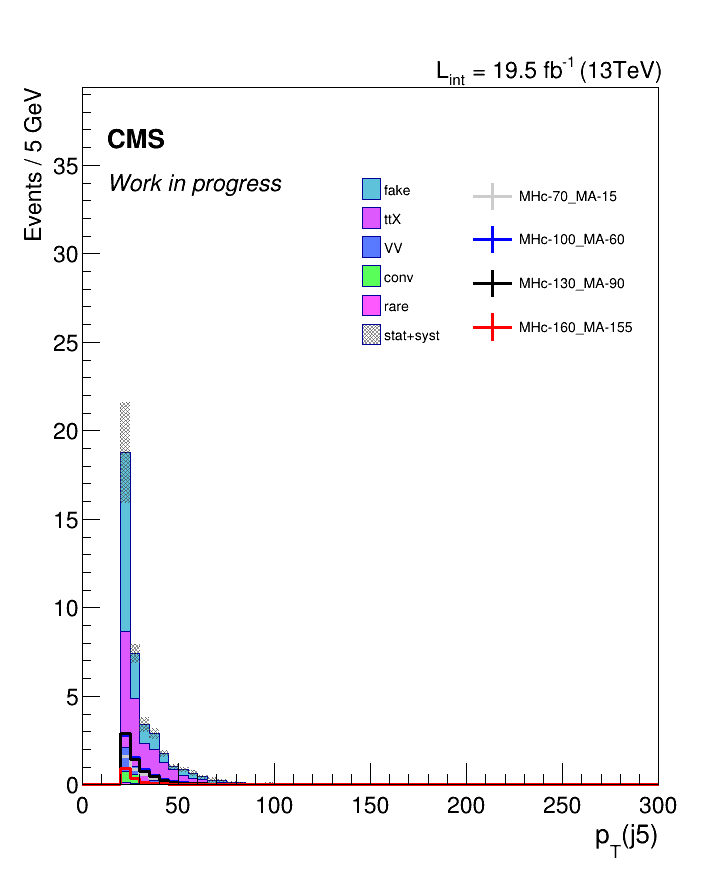 L_int = 19.5 fb^-1 (13TeV)
Events / 5 GeV
CMS
Work in progress
fake
ttX
VV
conv
rare
stat+syst
MHc-70_MA-15
MHc-100_MA-60
MHc-130_MA-90
MHc-160_MA-155
35
30
25
20
15
10
5
0
0 50 100 150 200 250 300
p_T(j5)